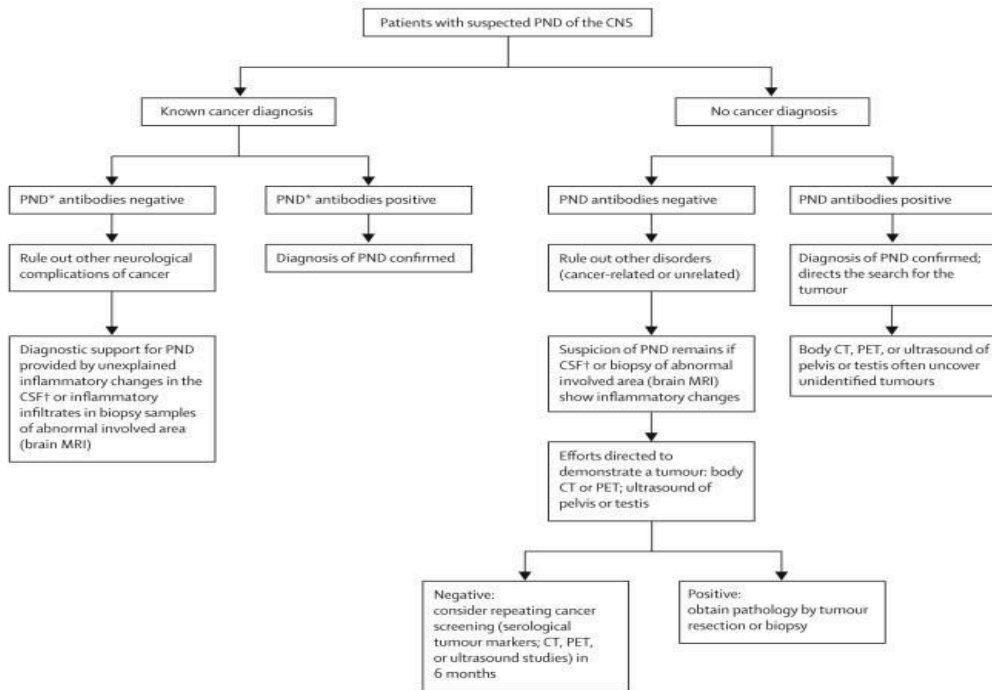 Patients with suspected PND of the CNS
Known cancer diagnosis
No cancer diagnosis
PND* antibodies negative
PND* antibodies positive
PND antibodies negative
PND antibodies positive
Rule out other neurological
complications of cancer
Diagnosis of PND confirmed
Rule out other disorders
(cancer-related or unrelated)
Diagnosis of PND confirmed;
directs the search for the
tumour
Diagnostic support for PND
provided by unexplained
inflammatory changes in the
CSF† or inflammatory
infiltrates in biopsy samples
of abnormal involved area
(brain MRI)
Suspicion of PND remains if
CSF† or biopsy of abnormal
involved area (brain MRI)
show inflammatory changes
Body CT, PET, or ultrasound of
pelvis or testis often uncover
unidentified tumours
Efforts directed to
demonstrate a tumour: body
CT or PET; ultrasound of
pelvis or testis
Negative:
consider repeating cancer
screening (serological
tumour markers; CT, PET,
or ultrasound studies) in
6 months
Positive:
obtain pathology by tumour
resection or biopsy